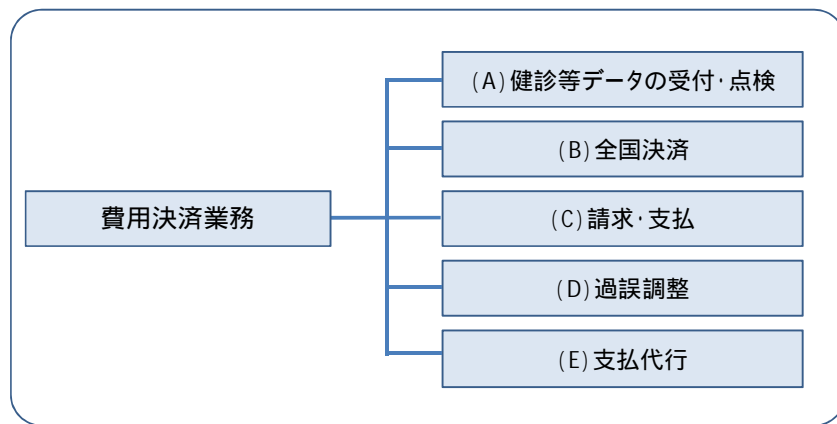 (A)健診等データの受付・点検
(B)全国決済
費用決済業務
(C)請求・支払
(D)過誤調整
(E)支払代行